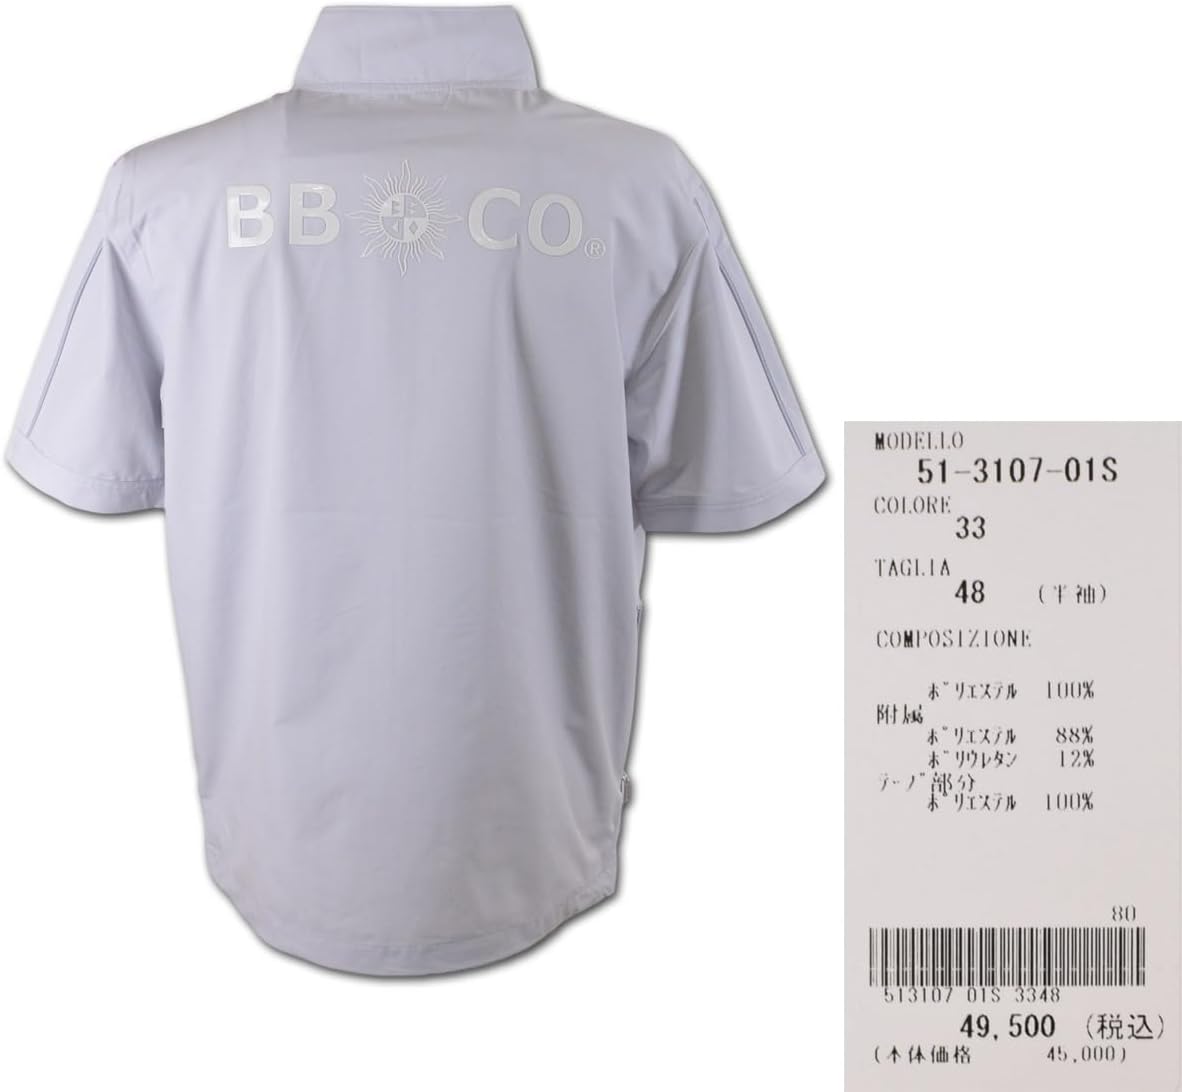 BB CO®
MODELLO
51-3107-01S
COLORE
33
TAGLIA
48 (半袖)
COMPOSIZIONE
ポリエステル 100%
附属
ポリエステル 88%
ポリウレタン 12%
テープ部分
ポリエステル 100%
80
513107 01S 3348
49,500 (税込)
(本体価格 45,000)